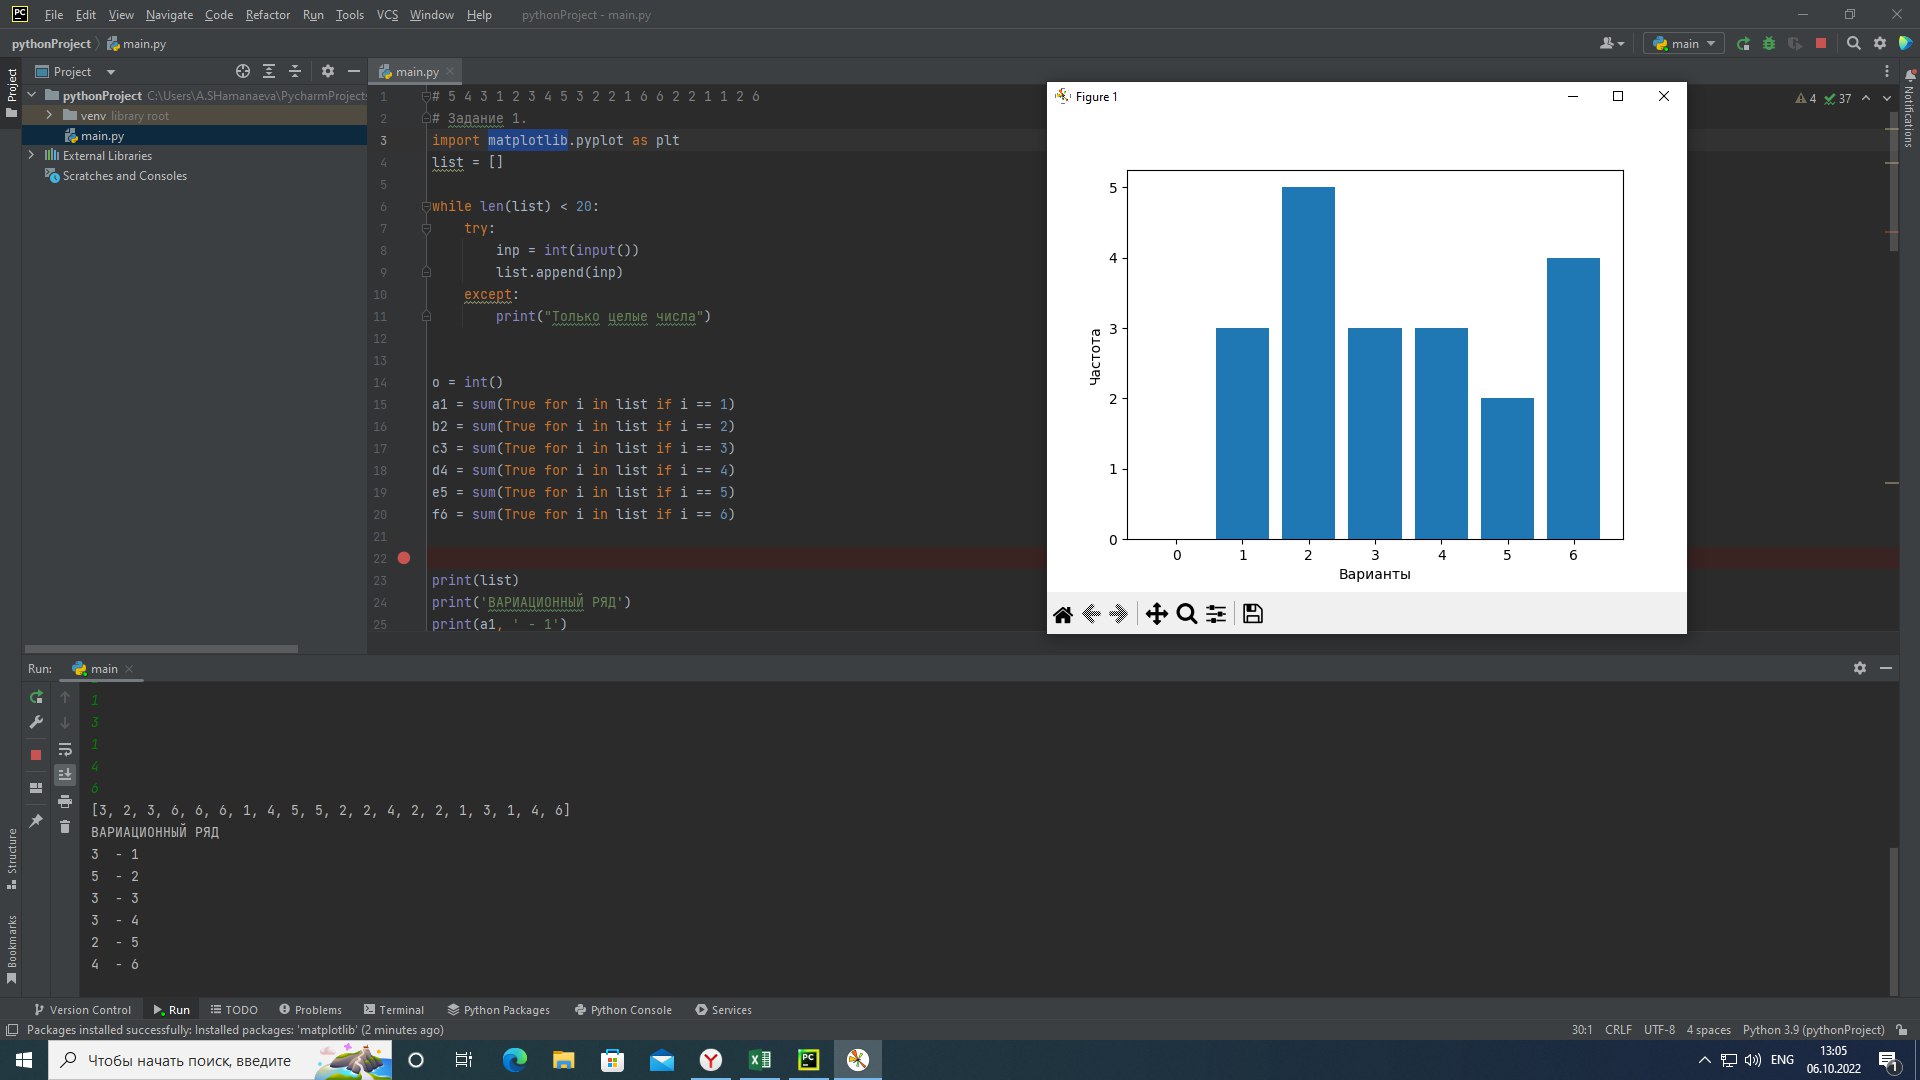 File Edit View Navigate Code Refactor Run Tools VCS Window Help pythonProject - main.py
pythonProject main.py main
Project main.py
Project
pythonProject C:\Users\A.SHamanaeva\PycharmProjects
venv library root
main.py
External Libraries
Scratches and Consoles
1 # 5 4 3 1 2 3 4 5 3 2 2 1 6 6 2 2 1 1 2 6
2 # Задание 1.
3 import matplotlib.pyplot as plt
4 list = []
5
6 while len(list) < 20:
7 try:
8 inp = int(input())
9 list.append(inp)
10 except:
11 print("Только целые числа")
12
13
14 o = int()
15 a1 = sum(True for i in list if i == 1)
16 b2 = sum(True for i in list if i == 2)
17 c3 = sum(True for i in list if i == 3)
18 d4 = sum(True for i in list if i == 4)
19 e5 = sum(True for i in list if i == 5)
20 f6 = sum(True for i in list if i == 6)
21
22
23 print(list)
24 print('ВАРИАЦИОННЫЙ РЯД')
25 print(a1, ' - 1')
4 37
Notifications
Figure 1
5
4
3
2
1
0
Частота
0 1 2 3 4 5 6
Варианты
Run: main
1
3
1
4
6
[3, 2, 3, 6, 6, 6, 1, 4, 5, 5, 2, 2, 4, 2, 2, 1, 3, 1, 4, 6]
ВАРИАЦИОННЫЙ РЯД
3 - 1
5 - 2
3 - 3
3 - 4
2 - 5
4 - 6
Structure
Bookmarks
Version Control Run TODO Problems Terminal Python Packages Python Console Services
Packages installed successfully: Installed packages: 'matplotlib' (2 minutes ago) 30:1 CRLF UTF-8 4 spaces Python 3.9 (pythonProject)
Чтобы начать поиск, введите
ENG
13:05
06.10.2022
1